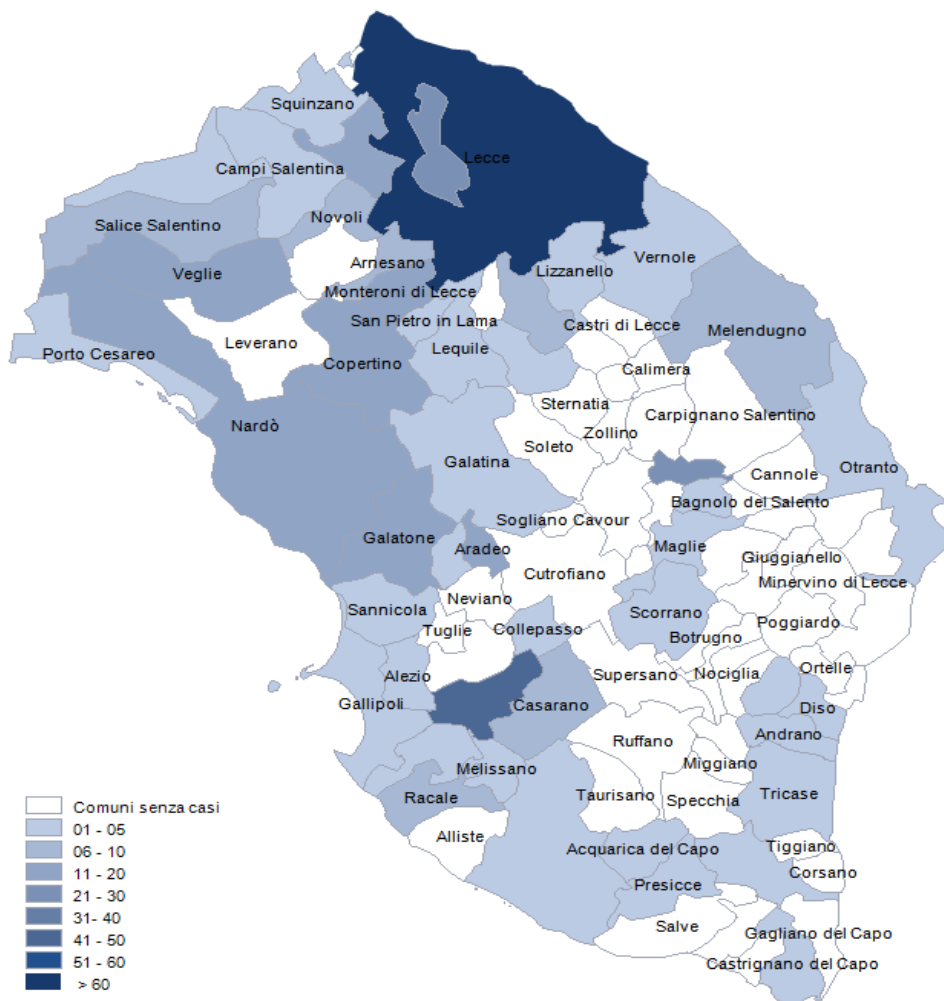 Squinzano
Lecce
Campi Salentina
Novoli
Salice Salentino
Arnesano
Vernole
Veglie
Lizzanello
Monteroni di Lecce
San Pietro in Lama
Castri di Lecce
Melendugno
Leverano
Lequile
Porto Cesareo
Copertino
Calimera
Sternatia
Carpignano Salentino
Nardò
Zollino
Soleto
Galatina
Otranto
Cannole
Bagnolo del Salento
Sogliano Cavour
Galatone
Aradeo
Maglie
Giuggianello
Cutrofiano
Minervino di Lecce
Neviano
Sannicola
Scorrano
Poggiardo
Tuglie
Collepasso
Botrugno
Ortelle
Alezio
Supersano
Nociglia
Gallipoli
Casarano
Diso
Andrano
Ruffano
Miggiano
Melissano
Tricase
Racale
Taurisano
Specchia
Alliste
Tiggiano
Acquarica del Capo
Corsano
Presicce
Salve
Gagliano del Capo
Castrignano del Capo
Comuni senza casi
01 - 05
06 - 10
11 - 20
21 - 30
31- 40
41 - 50
51 - 60
> 60